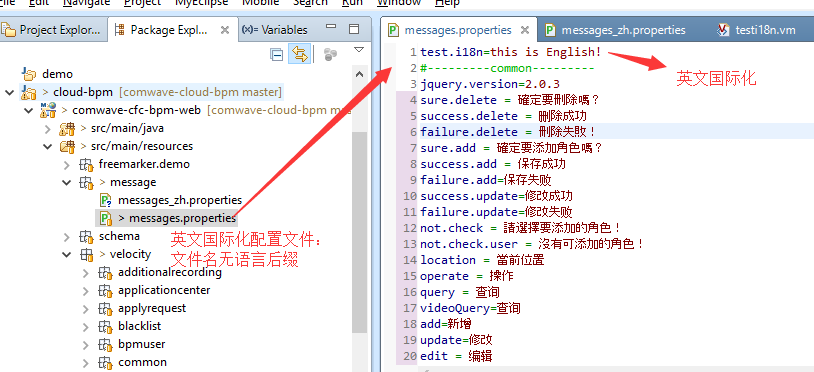 Project MyEclipse Mobile Search Run Window Help
Project Explor...
Package Expl...
(x)= Variables
demo
> cloud-bpm [comwave-cloud-bpm master]
> comwave-cfc-bpm-web [comwave-cloud-bpm
> src/main/java
> src/main/resources
freemarker.demo
> message
messages_zh.properties
> messages.properties
schema
> velocity
additionalrecording
applicationcenter
applyrequest
blacklist
bpmuser
common
英文国际化配置文件：
文件名无语言后缀
messages.properties
messages_zh.properties
testi18n.vm
1 test.i18n=this is English!
2 #---------common---------
3 jquery.version=2.0.3
4 sure.delete = 確定要刪除嗎？
5 success.delete = 删除成功
6 failure.delete = 刪除失敗！
7 sure.add = 確定要添加角色嗎？
8 success.add = 保存成功
9 failure.add=保存失败
10 success.update=修改成功
11 failure.update=修改失败
12 not.check = 請選擇要添加的角色！
13 not.check.user = 沒有可添加的角色！
14 location = 當前位置
15 operate = 操作
16 query = 查询
17 videoQuery=查询
18 add=新增
19 update=修改
20 edit = 编辑
英文国际化